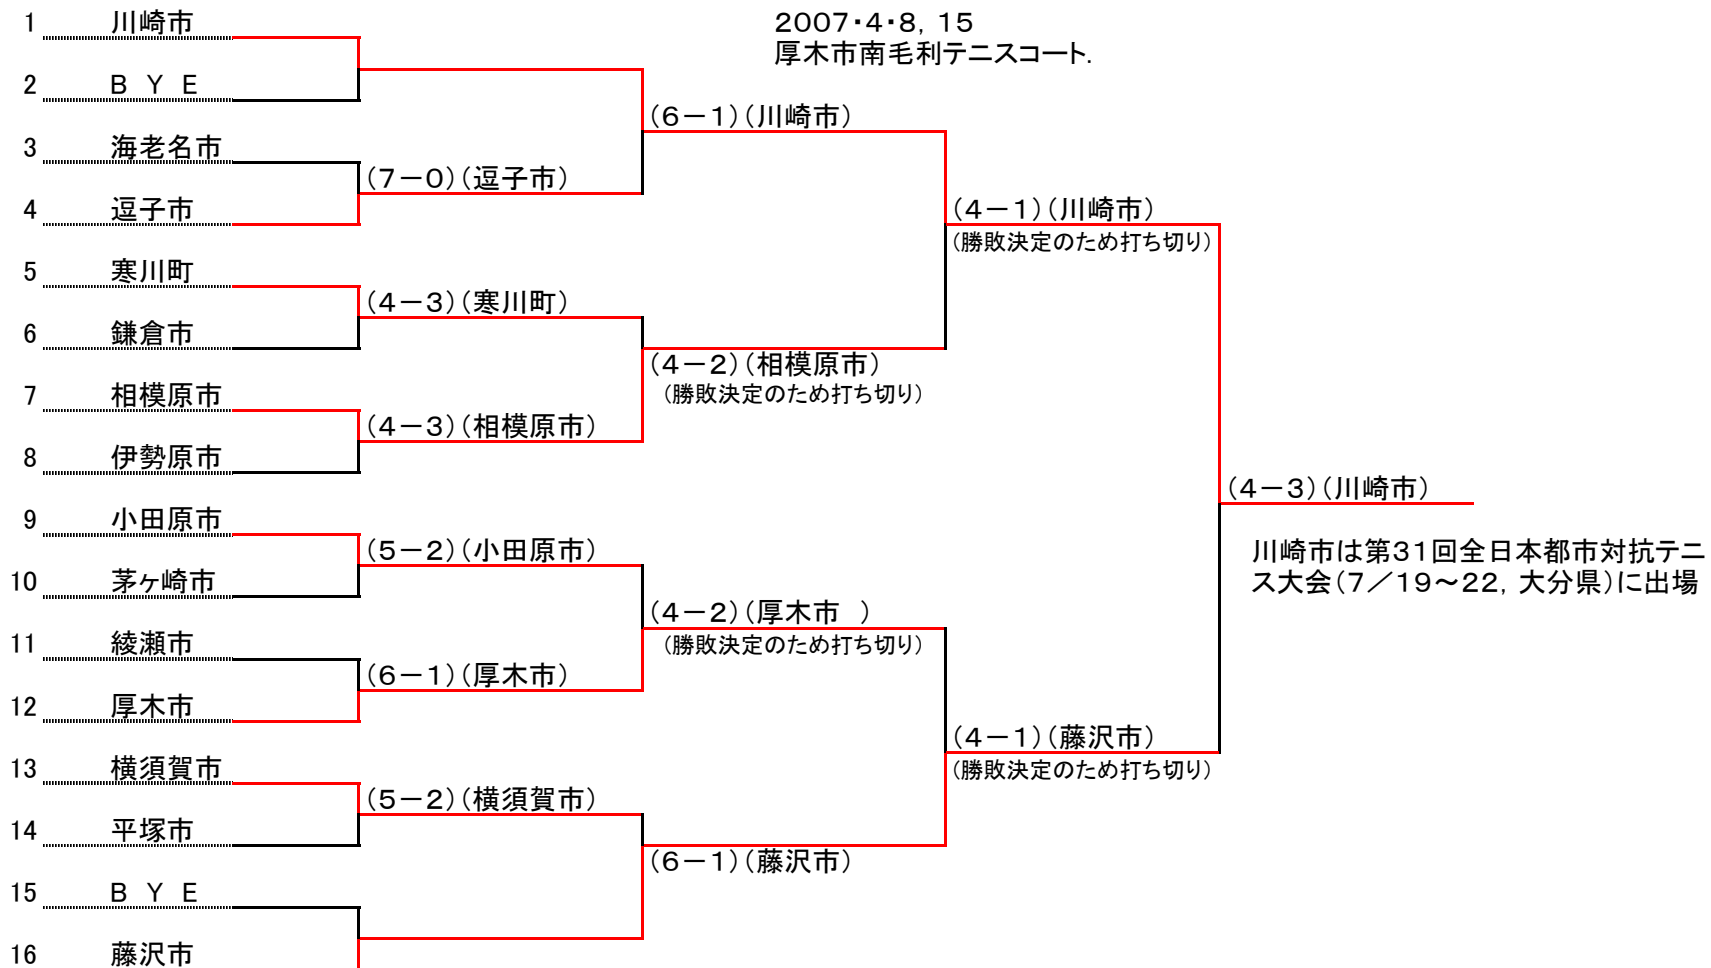 2007・4・8, 15
厚木市南毛利テニスコート.
1 川崎市
2 B Y E
(6－1)(川崎市)
3 海老名市
(7－0)(逗子市)
4 逗子市
(4－1)(川崎市)
(勝敗決定のため打ち切り)
5 寒川町
(4－3)(寒川町)
6 鎌倉市
(4－2)(相模原市)
(勝敗決定のため打ち切り)
7 相模原市
(4－3)(相模原市)
8 伊勢原市
(4－3)(川崎市)
9 小田原市
(5－2)(小田原市)
川崎市は第31回全日本都市対抗テニ
ス大会(7／19～22, 大分県)に出場
10 茅ヶ崎市
(4－2)(厚木市 )
(勝敗決定のため打ち切り)
11 綾瀬市
(6－1)(厚木市)
12 厚木市
(4－1)(藤沢市)
(勝敗決定のため打ち切り)
13 横須賀市
(5－2)(横須賀市)
14 平塚市
(6－1)(藤沢市)
15 B Y E
16 藤沢市